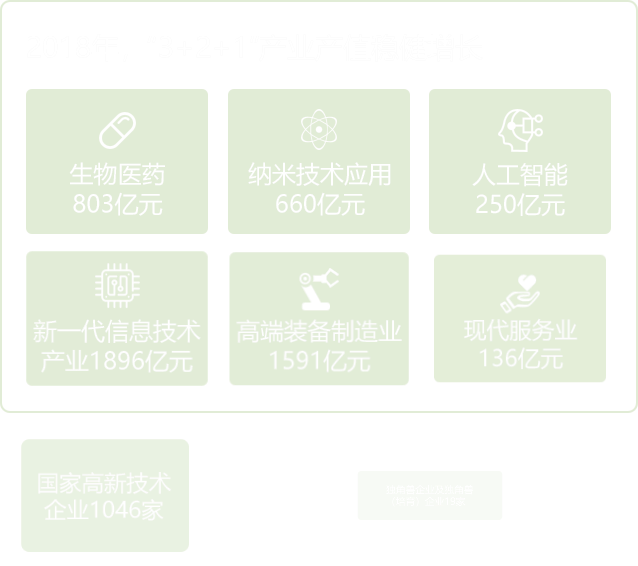 生物医药
803亿元
纳米技术应用
660亿元
人工智能
250亿元
新一代信息技术
产业1896亿元
高端装备制造业
1591亿元
现代服务业
136亿元
国家高新技术
企业1046家